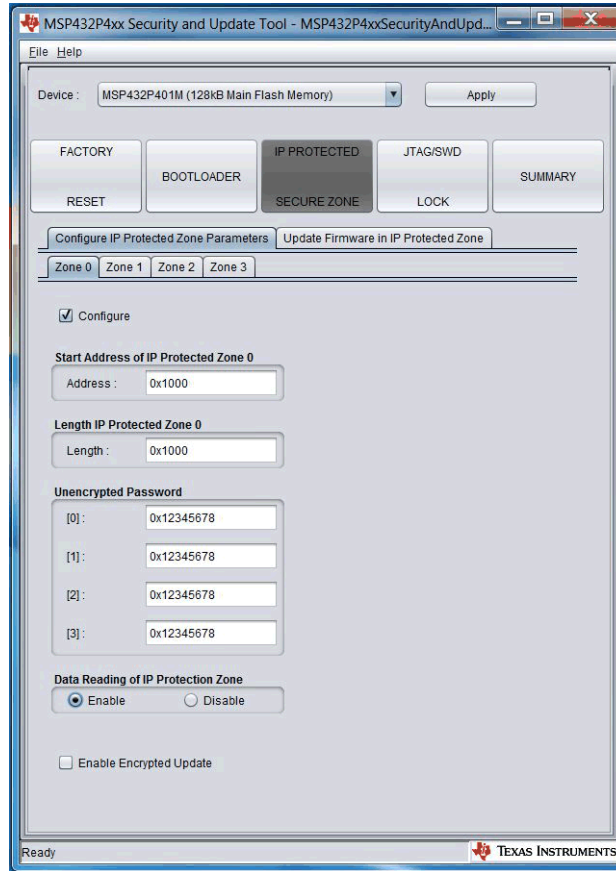 MSP432P4xx Security and Update Tool - MSP432P4xxSecurityAndUpd...
File Help
Device : MSP432P401M (128kB Main Flash Memory) Apply
FACTORY RESET
BOOTLOADER
IP PROTECTED SECURE ZONE
JTAG/SWD LOCK
SUMMARY
Configure IP Protected Zone Parameters Update Firmware in IP Protected Zone
Zone 0 Zone 1 Zone 2 Zone 3
Configure
Start Address of IP Protected Zone 0
Address : 0x1000
Length IP Protected Zone 0
Length : 0x1000
Unencrypted Password
[0] : 0x12345678
[1] : 0x12345678
[2] : 0x12345678
[3] : 0x12345678
Data Reading of IP Protection Zone
Enable Disable
Enable Encrypted Update
Ready TEXAS INSTRUMENTS